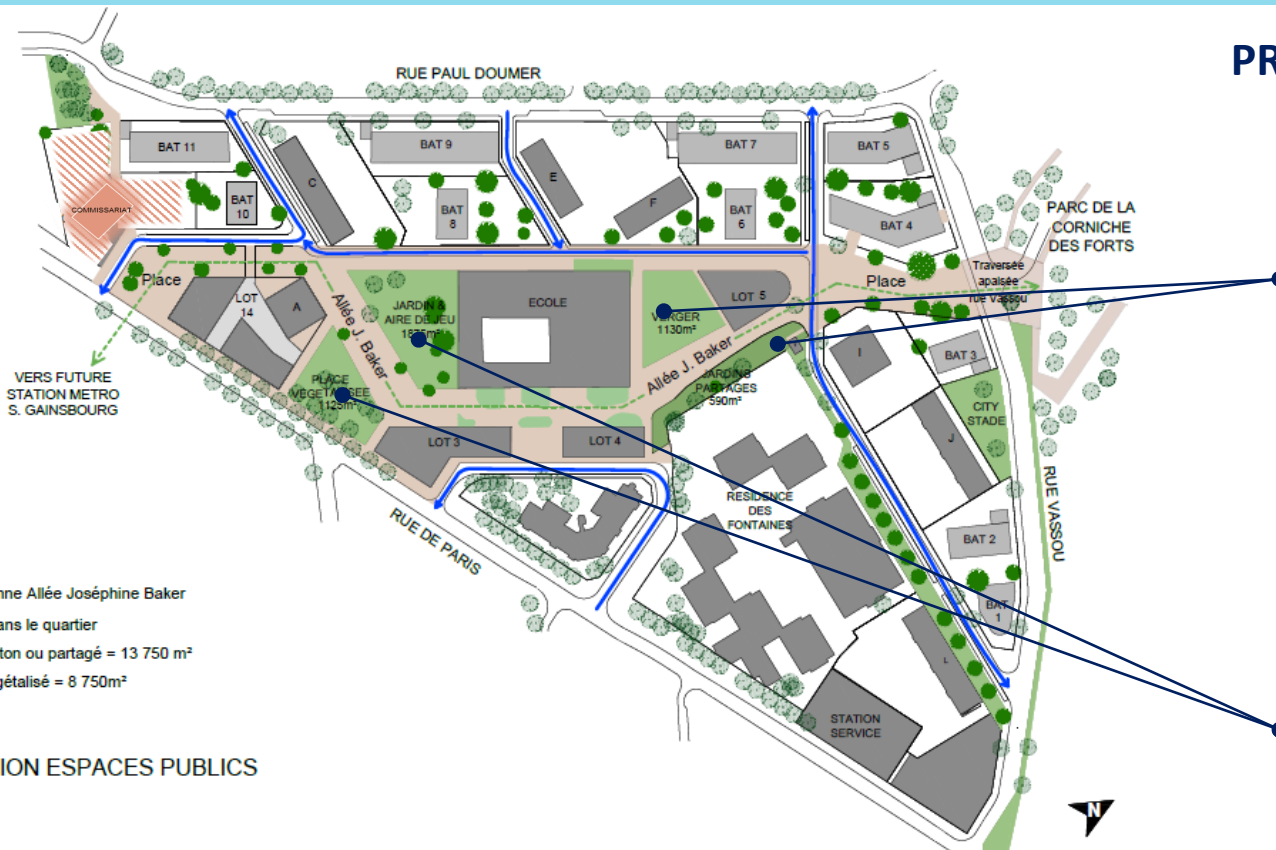 PR
RUE PAUL DOUMER
BAT 11
BAT 9
BAT 7
BAT 5
C
E
F
BAT
10
BAT
8
BAT
6
BAT 4
COMMISSARIAT
PARC DE LA
CORNICHE
DES FORTS
Place
Place
Traversée
apaisée
rue Vassou
LOT
14
A
Allée J. Baker
JARDIN &
AIRE DE JEU
1875m²
ECOLE
VERGER
1130m²
LOT 5
Allée J. Baker
JARDINS
PARTAGES
590m²
I
BAT 3
VERS FUTURE
STATION METRO
S. GAINSBOURG
PLACE
VEGETALISEE
1125m²
CITY
STADE
LOT 3
LOT 4
J
RUE DE PARIS
RESIDENCE
DES
FONTAINES
RUE VASSOU
BAT 2
BAT
1
L
STATION
SERVICE
nne Allée Joséphine Baker
ans le quartier
ton ou partagé = 13 750 m²
gétalisé = 8 750m²
ION ESPACES PUBLICS
N